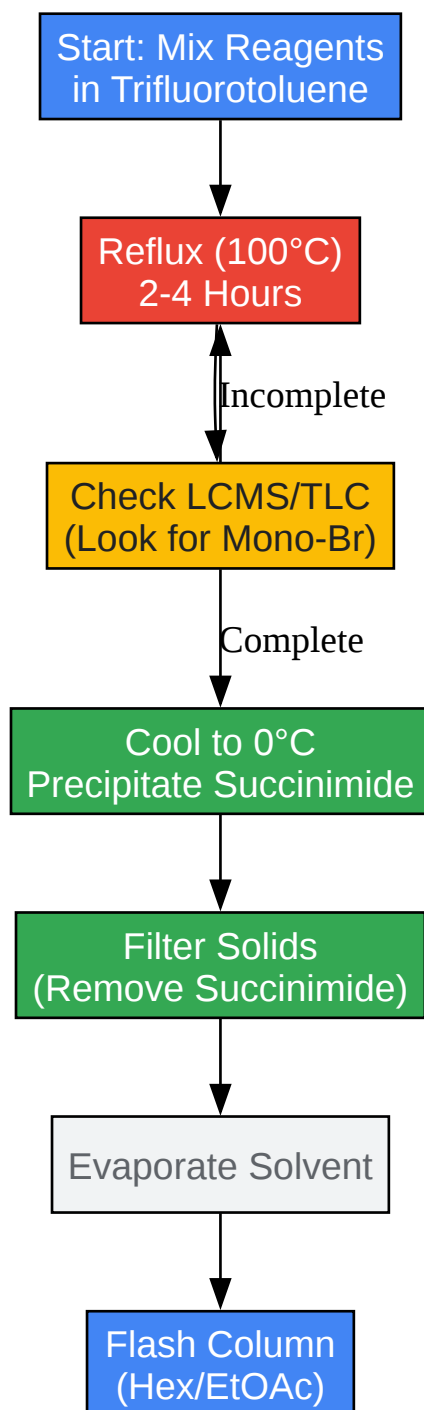 Start: Mix Reagents
in Trifluorotoluene
Reflux (100°C)
2-4 Hours
Incomplete
Check LCMS/TLC
(Look for Mono-Br)
Complete
Cool to 0°C
Precipitate Succinimide
Filter Solids
(Remove Succinimide)
Evaporate Solvent
Flash Column
(Hex/EtOAc)